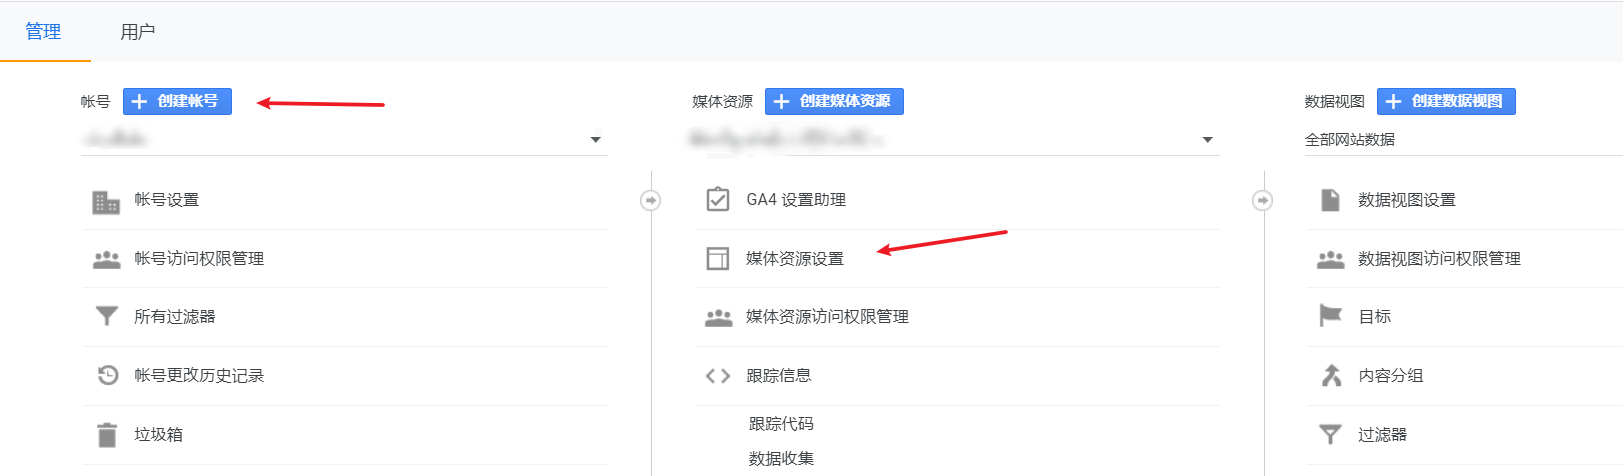 管理 用户
帐号 创建帐号
帐号设置
帐号访问权限管理
所有过滤器
帐号更改历史记录
垃圾箱
媒体资源 创建媒体资源
GA4 设置助理
媒体资源设置
媒体资源访问权限管理
跟踪信息
跟踪代码
数据收集
数据视图 创建数据视图
全部网站数据
数据视图设置
数据视图访问权限管理
目标
内容分组
过滤器